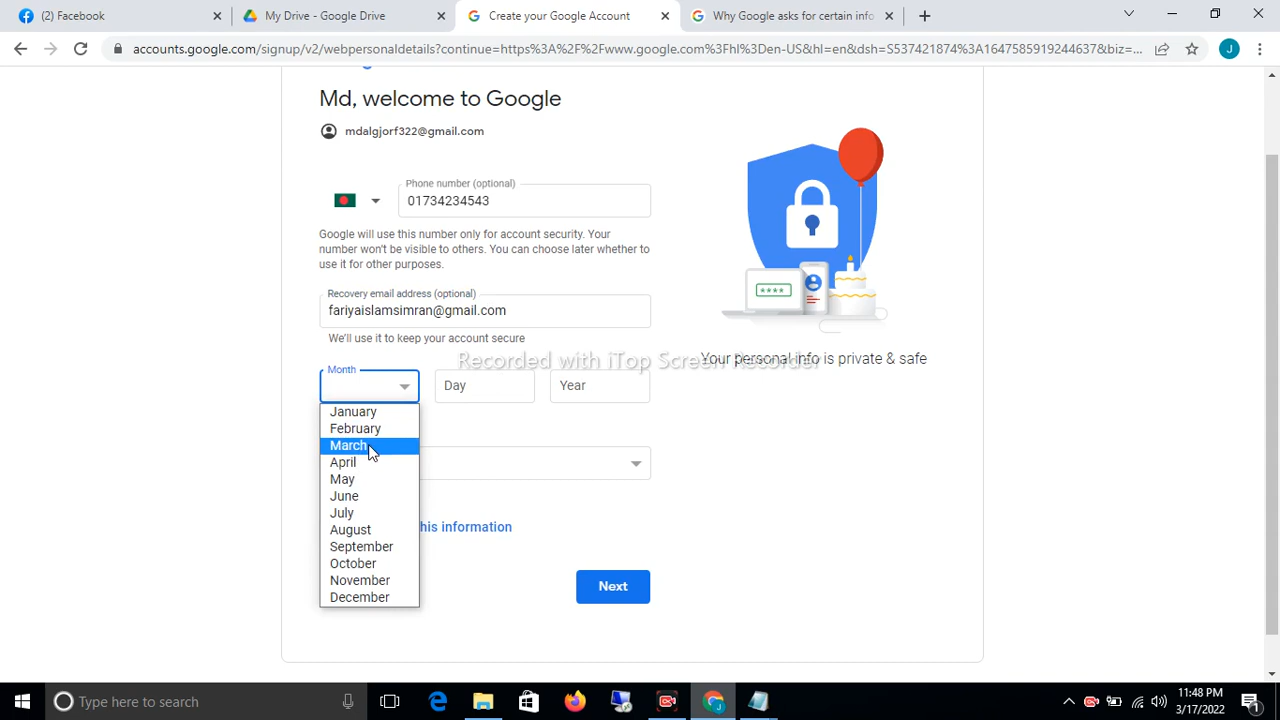 (2) Facebook
My Drive - Google Drive
Create your Google Account
Why Google asks for certain info
accounts.google.com/signup/v2/webpersonaldetails?continue=https%3A%2F%2Fwww.google.com%3Fhl%3Den-US&hl=en&dsh=S537421874%3A1647585919244637&biz=...
J
Md, welcome to Google
mdalgjorf322@gmail.com
Phone number (optional)
01734234543
Google will use this number only for account security. Your
number won't be visible to others. You can choose later whether to
use it for other purposes.
Recovery email address (optional)
fariyaislamsimran@gmail.com
We'll use it to keep your account secure
Recorded with iTop Screen Recorder
Your personal info is private & safe
Month
Day
Year
January
February
March
April
May
June
July
August
September
October
November
December
his information
Next
Type here to search
J
11:48 PM
3/17/2022
1